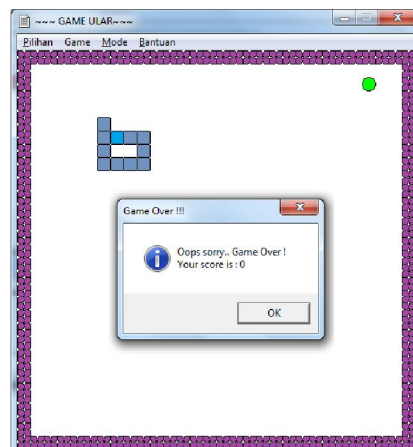 ~~~ GAME ULAR~~~
Pilihan Game Mode Bantuan
Game Over !!!
Oops sorry.. Game Over !
Your score is : 0
OK